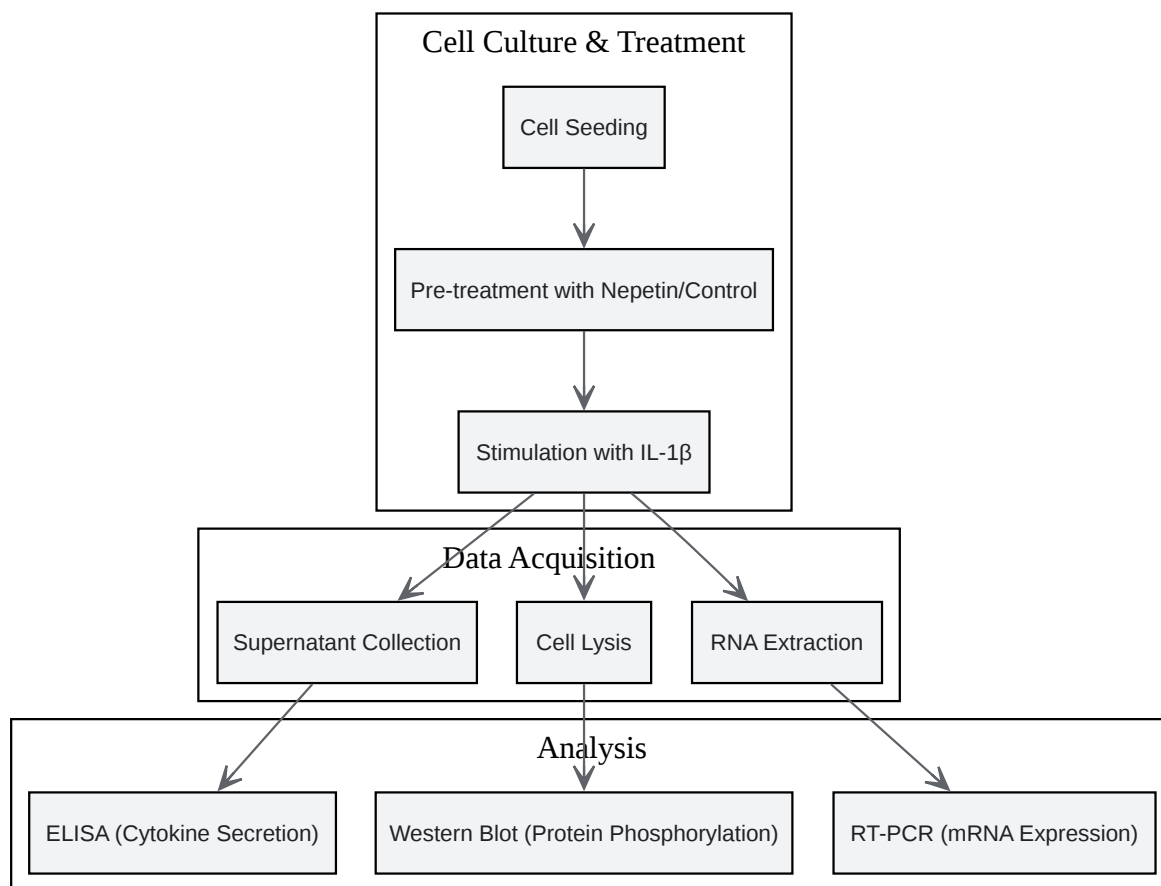 Cell Culture & Treatment
Cell Seeding
Pre-treatment with Nepetin/Control
Stimulation with IL-1β
Data Acquisition
Supernatant Collection
Cell Lysis
RNA Extraction
Analysis
ELISA (Cytokine Secretion)
Western Blot (Protein Phosphorylation)
RT-PCR (mRNA Expression)